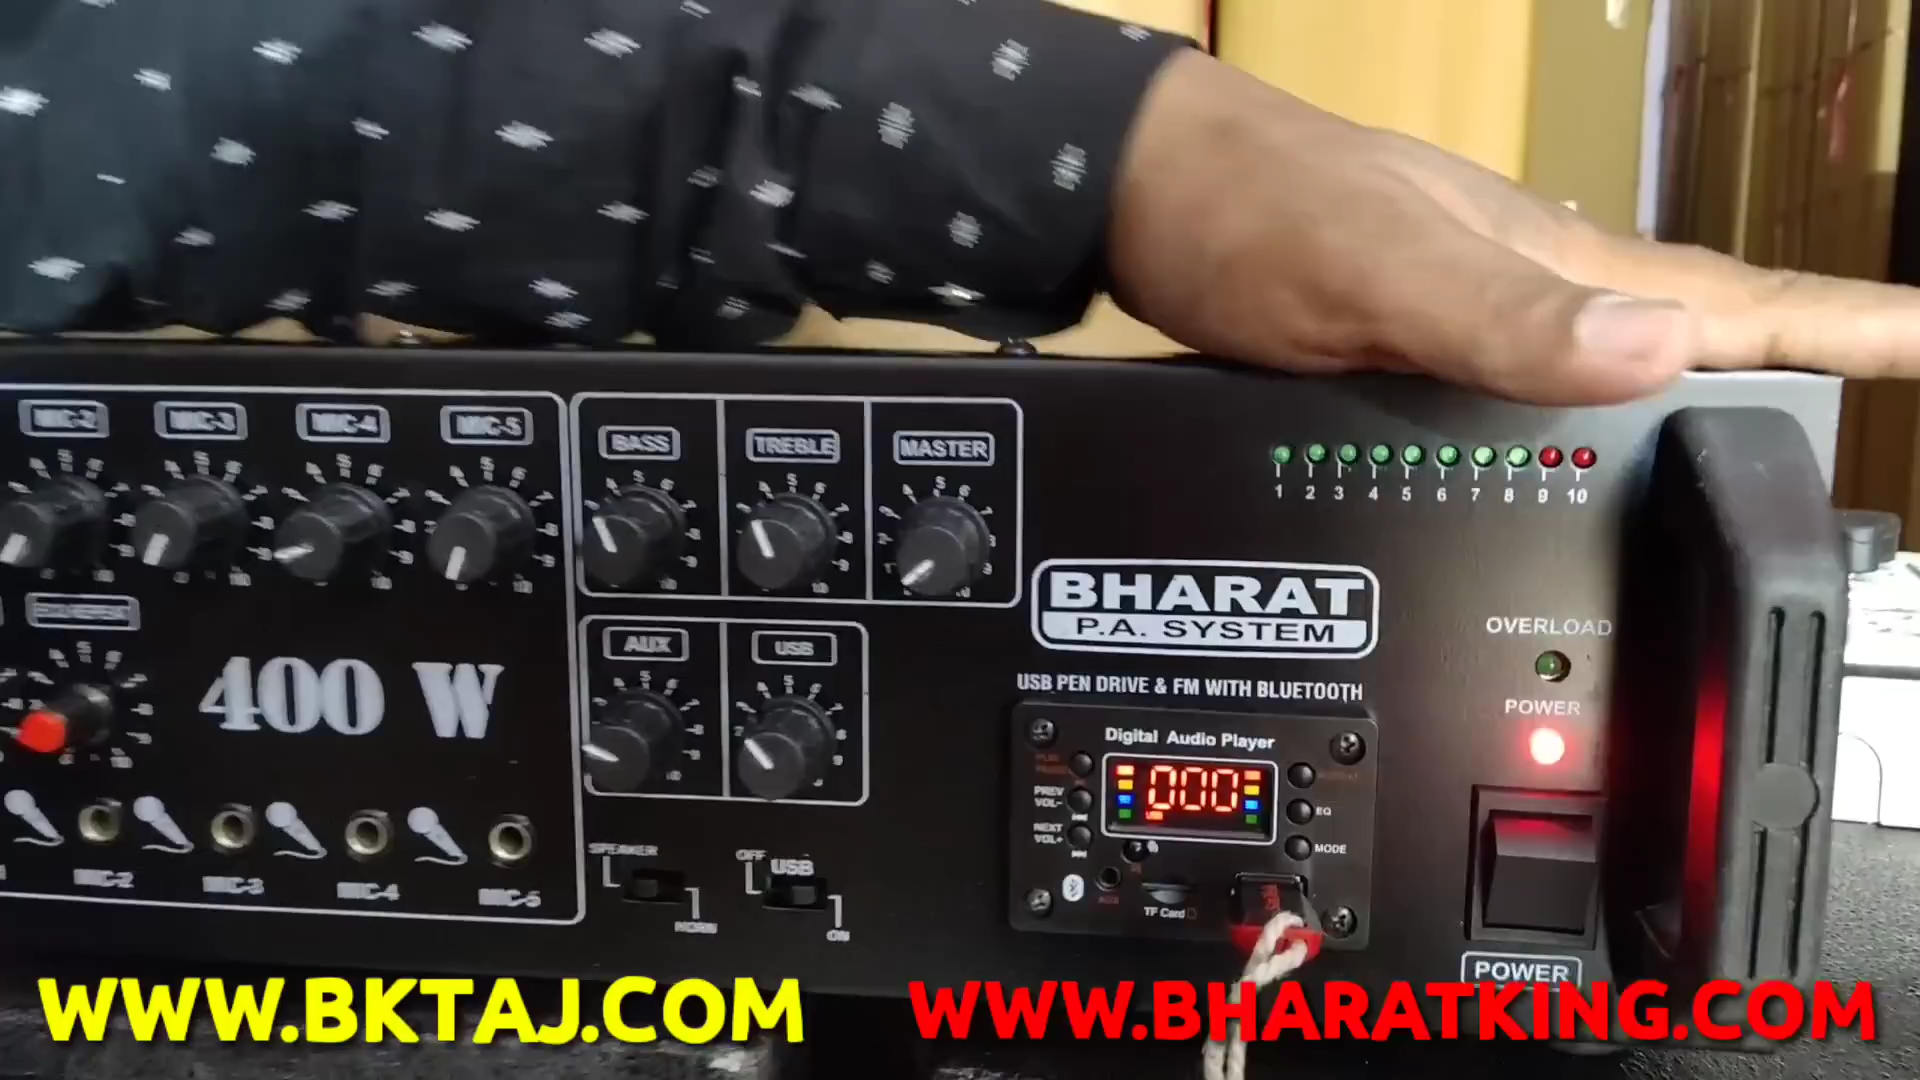 MIC-2 MIC-3 MIC-4 MIC-5
BASS TREBLE MASTER
1 2 3 4 5 6 7 8 9 10
BHARAT
P.A. SYSTEM
OVERLOAD
AUX USB
400 W
USB PEN DRIVE & FM WITH BLUETOOTH
POWER
Digital Audio Player
PREV
VOL-
NEXT
VOL+
EQ
MODE
TF Card
MIC-2 MIC-3 MIC-4 MIC-5
SPEAKER
HORN
OFF
USB
ON
POWER
WWW.BKTAJ.COM
WWW.BHARATKING.COM